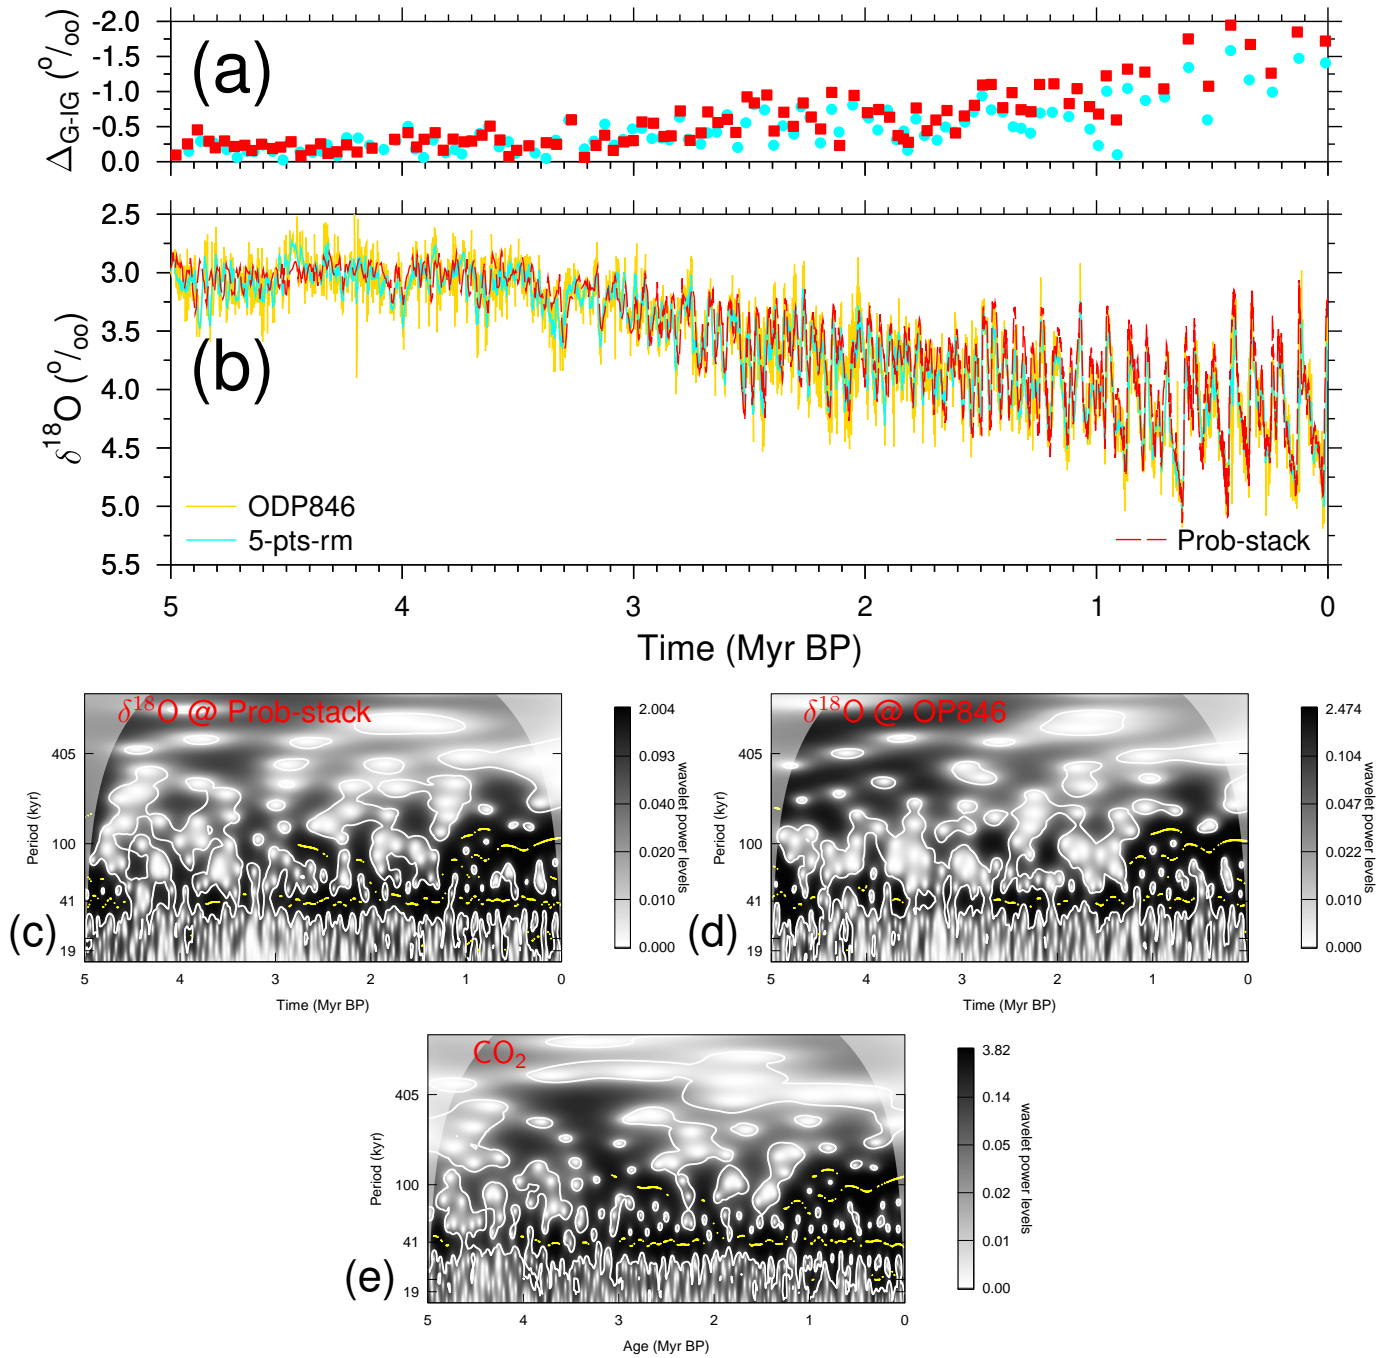 (a)
Δ_G-IG (‰)
-2.0
-1.5
-1.0
-0.5
0.0
(b)
δ¹⁸O (‰)
2.5
3.0
3.5
4.0
4.5
5.0
5.5
ODP846
5-pts-rm
Prob-stack
5 4 3 2 1 0
Time (Myr BP)
(c)
δ¹⁸O @ Prob-stack
Period (kyr)
405
100
41
19
5 4 3 2 1 0
Time (Myr BP)
2.004
0.093
0.040
0.020
0.010
0.000
wavelet power levels
(d)
δ¹⁸O @ OP846
Period (kyr)
405
100
41
19
5 4 3 2 1 0
Time (Myr BP)
2.474
0.104
0.047
0.022
0.010
0.000
wavelet power levels
(e)
CO₂
Period (kyr)
405
100
41
19
5 4 3 2 1 0
Age (Myr BP)
3.82
0.14
0.05
0.02
0.01
0.00
wavelet power levels